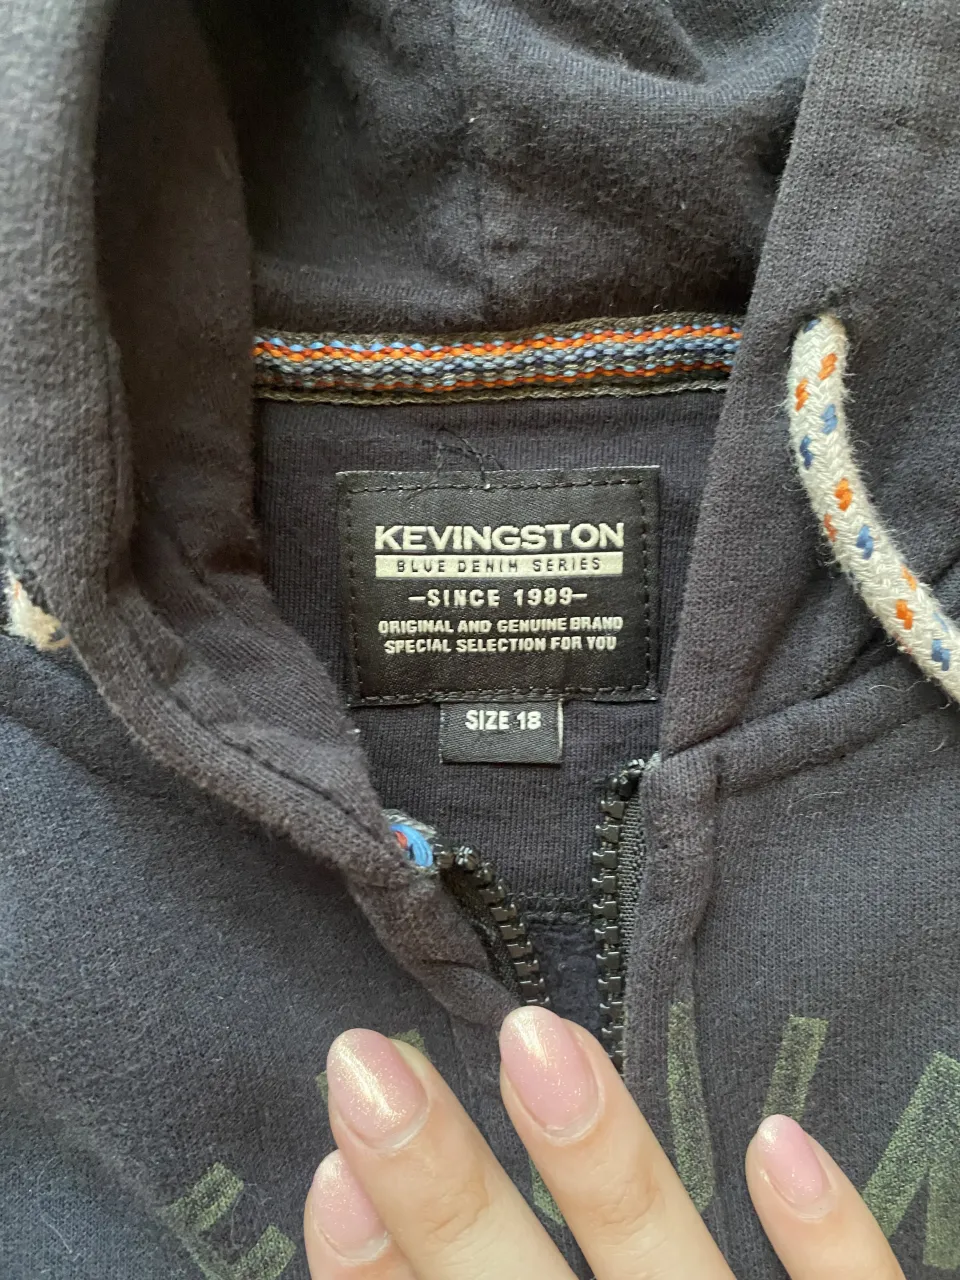 KEVINGSTON
BLUE DENIM SERIES
-SINCE 1989-
ORIGINAL AND GENUINE BRAND
SPECIAL SELECTION FOR YOU
SIZE 18